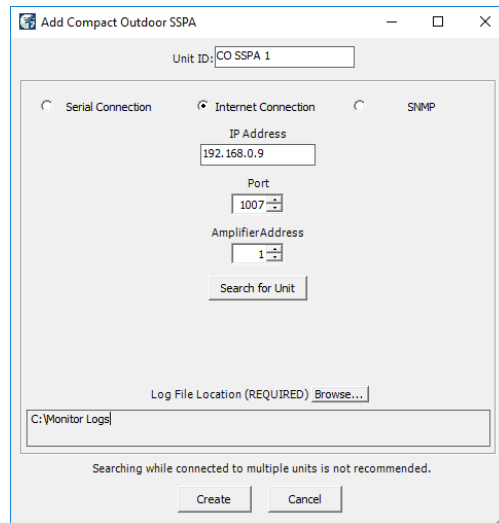 Add Compact Outdoor SSPA
Unit ID: CO SSPA 1
Serial Connection Internet Connection SNMP
IP Address
192.168.0.9
Port
1007
AmplifierAddress
1
Search for Unit
Log File Location (REQUIRED) Browse...
C:\Monitor Logs
Searching while connected to multiple units is not recommended.
Create Cancel